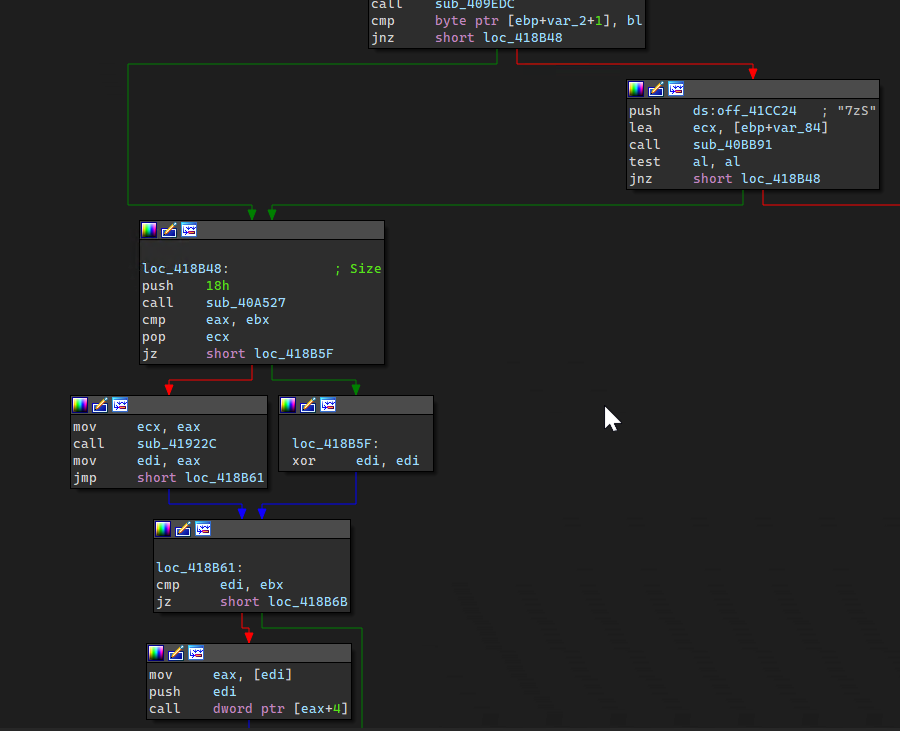 call sub_409EDC
cmp byte ptr [ebp+var_2+1], bl
jnz short loc_418B48
push ds:off_41CC24 ; "7zS"
lea ecx, [ebp+var_84]
call sub_40BB91
test al, al
jnz short loc_418B48
loc_418B48: ; Size
push 18h
call sub_40A527
cmp eax, ebx
pop ecx
jz short loc_418B5F
mov ecx, eax
call sub_41922C
mov edi, eax
jmp short loc_418B61
loc_418B5F:
xor edi, edi
loc_418B61:
cmp edi, ebx
jz short loc_418B6B
mov eax, [edi]
push edi
call dword ptr [eax+4]